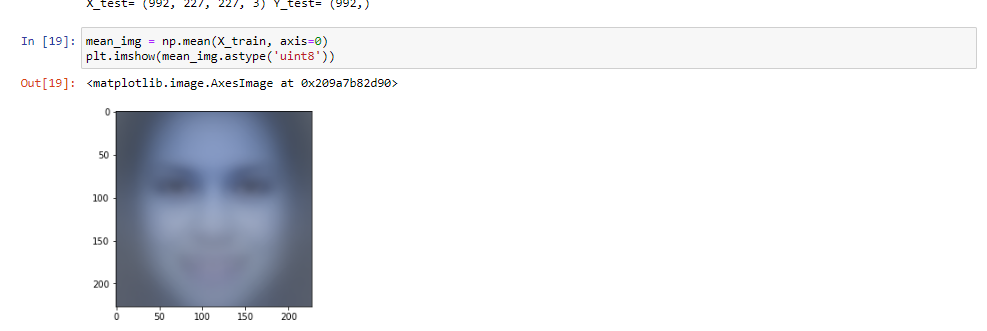 X_test= (992, 227, 227, 3) Y_test= (992,)
In [19]: mean_img = np.mean(X_train, axis=0)
plt.imshow(mean_img.astype('uint8'))
Out[19]: <matplotlib.image.AxesImage at 0x209a7b82d90>
0
50
100
150
200
0 50 100 150 200